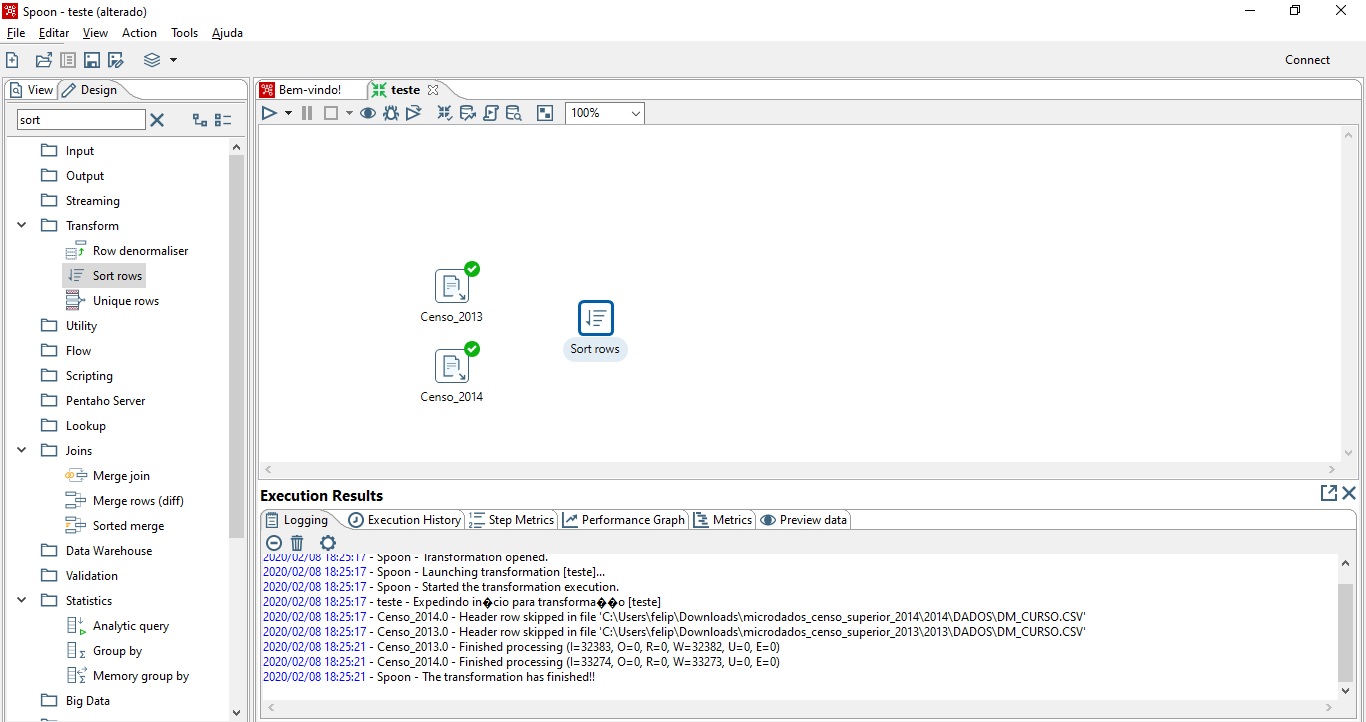 Spoon - teste (alterado)
File Editar View Action Tools Ajuda
Connect
View Design
sort
Input
Output
Streaming
Transform
Row denormaliser
Sort rows
Unique rows
Utility
Flow
Scripting
Pentaho Server
Lookup
Joins
Merge join
Merge rows (diff)
Sorted merge
Data Warehouse
Validation
Statistics
Analytic query
Group by
Memory group by
Big Data
Bem-vindo! teste
100%
Censo_2013
Sort rows
Censo_2014
Execution Results
Logging Execution History Step Metrics Performance Graph Metrics Preview data
2020/02/08 18:25:17 - Spoon - Transformation opened.
2020/02/08 18:25:17 - Spoon - Launching transformation [teste]...
2020/02/08 18:25:17 - Spoon - Started the transformation execution.
2020/02/08 18:25:17 - teste - Expedindo in�cio para transforma��o [teste]
2020/02/08 18:25:17 - Censo_2014.0 - Header row skipped in file 'C:\Users\felip\Downloads\microdados_censo_superior_2014\2014\DADOS\DM_CURSO.CSV'
2020/02/08 18:25:17 - Censo_2013.0 - Header row skipped in file 'C:\Users\felip\Downloads\microdados_censo_superior_2013\2013\DADOS\DM_CURSO.CSV'
2020/02/08 18:25:21 - Censo_2013.0 - Finished processing (I=32383, O=0, R=0, W=32382, U=0, E=0)
2020/02/08 18:25:21 - Censo_2014.0 - Finished processing (I=33274, O=0, R=0, W=33273, U=0, E=0)
2020/02/08 18:25:21 - Spoon - The transformation has finished!!